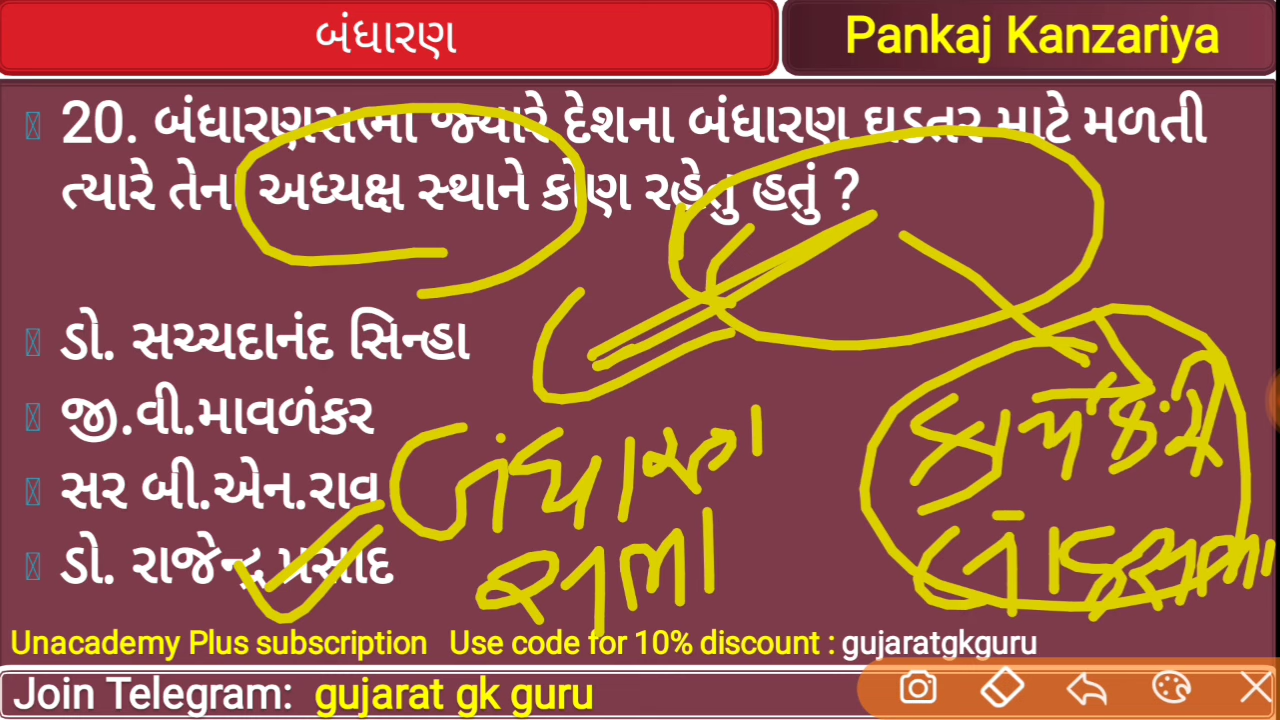 બંધારણ
Pankaj Kanzariya
20. બંધારણસભા જ્યારે દેશના બંધારણ ઘડતર માટે મળતી
ત્યારે તેના અધ્યક્ષ સ્થાને કોણ રહેતુ હતું ?
ડો. સચ્ચદાનંદ સિન્હા
જી.વી.માવળંકર
સર બી.એન.રાવ
ડો. રાજેન્દ્ર પ્રસાદ
બંધારણ
સભા
Unacademy Plus subscription Use code for 10% discount : gujaratgkguru
Join Telegram: gujarat gk guru